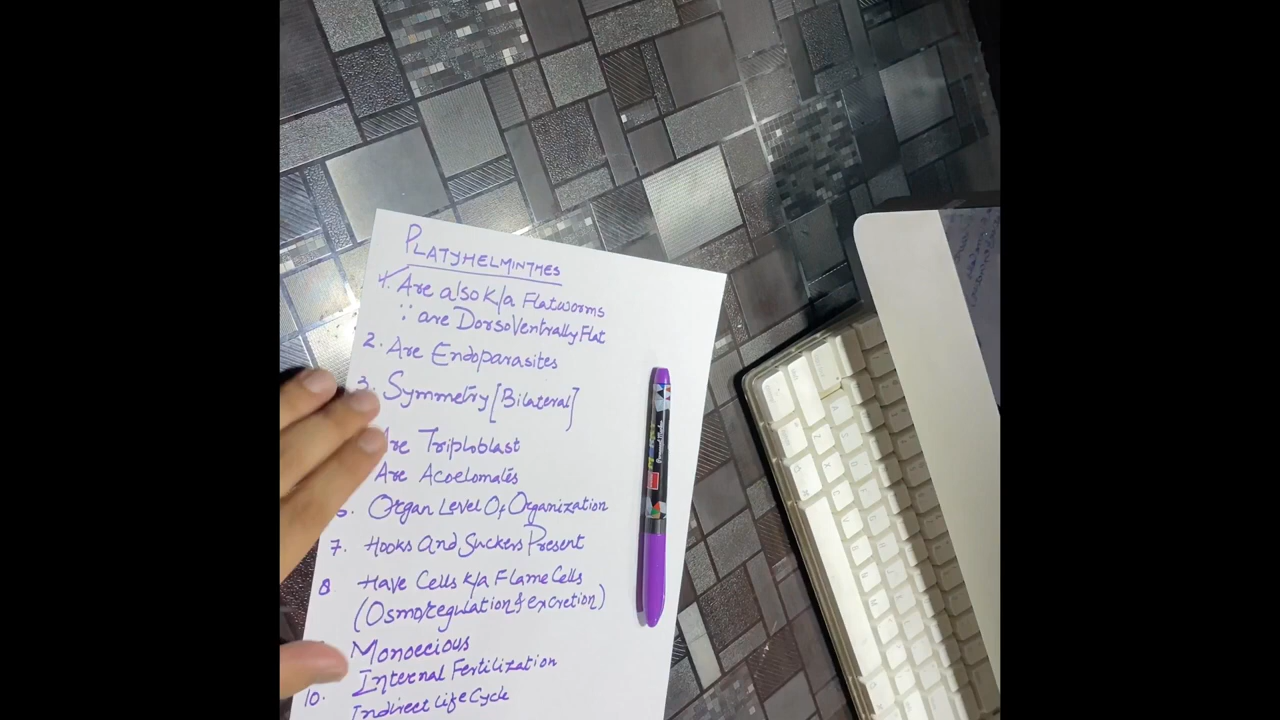 PLATYHELMINTHES
1. Are also K/a Flatworms
∵ are DorsoVentrally Flat
2. Are Endoparasites
3. Symmetry [Bilateral]
Are Triploblast
Are Acoelomates
6. Organ Level Of Organization
7. Hooks And Suckers Present
8 Have Cells K/a Flame Cells
(Osmoregulation & excretion)
Monoecious
10. Internal Fertilization
Indirect Life Cycle